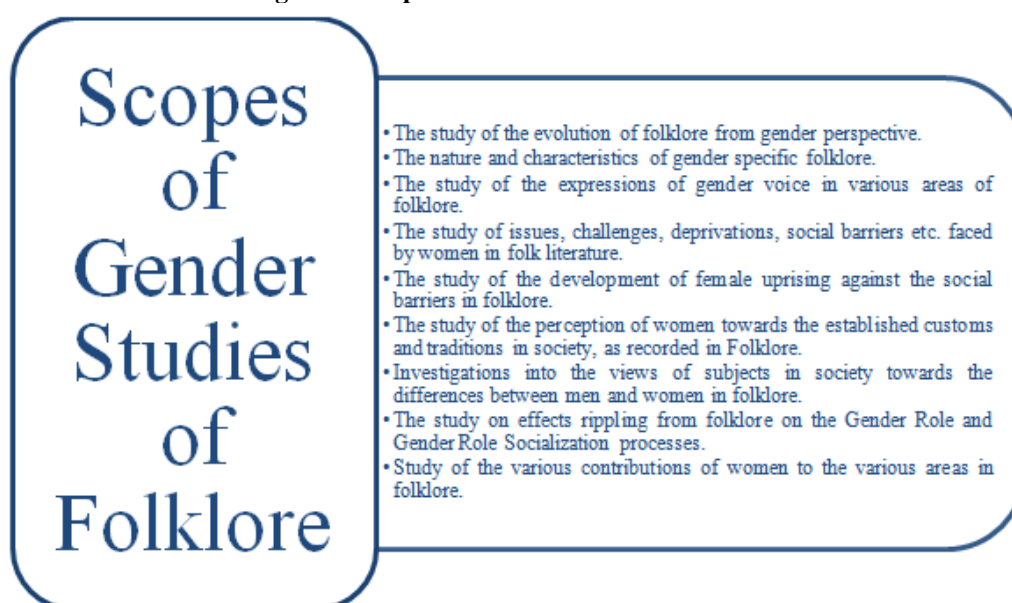 Scopes
of
Gender
Studies
of
Folklore
• The study of the evolution of folklore from gender perspective.
• The nature and characteristics of gender specific folklore.
• The study of the expressions of gender voice in various areas of
folklore.
• The study of issues, challenges, deprivations, social barriers etc. faced
by women in folk literature.
• The study of the development of female uprising against the social
barriers in folklore.
• The study of the perception of women towards the established customs
and traditions in society, as recorded in Folklore.
• Investigations into the views of subjects in society towards the
differences between men and women in folklore.
• The study on effects rippling from folklore on the Gender Role and
Gender Role Socialization processes.
• Study of the various contributions of women to the various areas in
folklore.